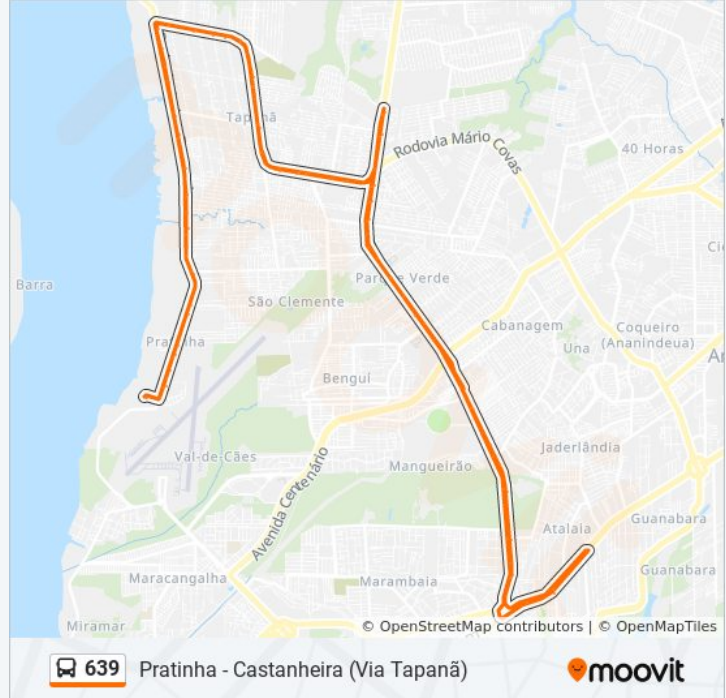 Tapanã
Rodovia Mário Covas
40 Horas
Barra
Parque Verde
São Clemente
Cabanagem
Coqueiro
(Ananindeua)
Una
Pratinha
Bengui
Jaderlândia
Val-de-Cães
Mangueirão
Avenida Centenário
Atalaia
Guanabara
Guanabara
Maracangalha
Marambaia
Miramar
© OpenStreetMap contributors | © OpenMapTiles
639 Pratinha - Castanheira (Via Tapanã) moovit